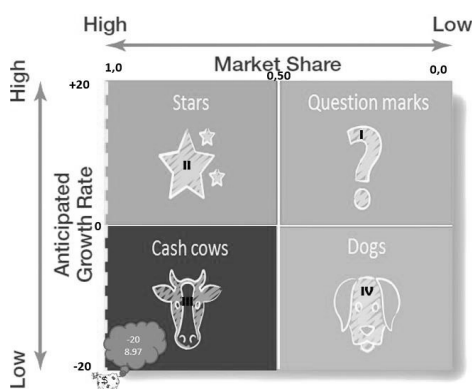 High
Low
Market Share
1,0
0,50
0,0
High
+20
Stars
Question marks
I
II
Anticipated
Growth Rate
0
Cash cows
Dogs
III
IV
-20
8.97
Low
-20
$